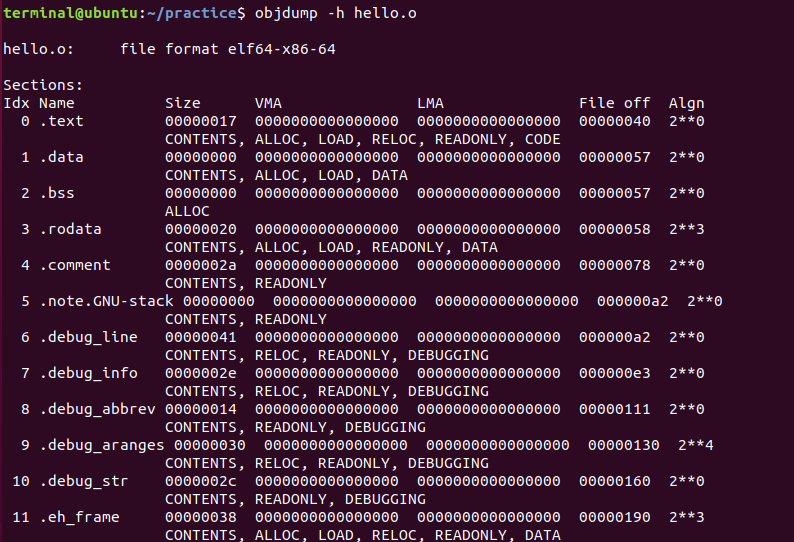 terminal@ubuntu:~/practice$ objdump -h hello.o
hello.o:     file format elf64-x86-64
Sections:
Idx Name          Size      VMA               LMA               File off  Algn
  0 .text         00000017  0000000000000000  0000000000000000  00000040  2**0
                  CONTENTS, ALLOC, LOAD, RELOC, READONLY, CODE
  1 .data         00000000  0000000000000000  0000000000000000  00000057  2**0
                  CONTENTS, ALLOC, LOAD, DATA
  2 .bss          00000000  0000000000000000  0000000000000000  00000057  2**0
                  ALLOC
  3 .rodata       00000020  0000000000000000  0000000000000000  00000058  2**3
                  CONTENTS, ALLOC, LOAD, READONLY, DATA
  4 .comment      0000002a  0000000000000000  0000000000000000  00000078  2**0
                  CONTENTS, READONLY
  5 .note.GNU-stack 00000000  0000000000000000  0000000000000000  000000a2  2**0
                  CONTENTS, READONLY
  6 .debug_line   00000041  0000000000000000  0000000000000000  000000a2  2**0
                  CONTENTS, RELOC, READONLY, DEBUGGING
  7 .debug_info   0000002e  0000000000000000  0000000000000000  000000e3  2**0
                  CONTENTS, RELOC, READONLY, DEBUGGING
  8 .debug_abbrev 00000014  0000000000000000  0000000000000000  00000111  2**0
                  CONTENTS, READONLY, DEBUGGING
  9 .debug_aranges 00000030  0000000000000000  0000000000000000  00000130  2**4
                  CONTENTS, RELOC, READONLY, DEBUGGING
 10 .debug_str    0000002c  0000000000000000  0000000000000000  00000160  2**0
                  CONTENTS, READONLY, DEBUGGING
 11 .eh_frame     00000038  0000000000000000  0000000000000000  00000190  2**3
                  CONTENTS, ALLOC, LOAD, RELOC, READONLY, DATA